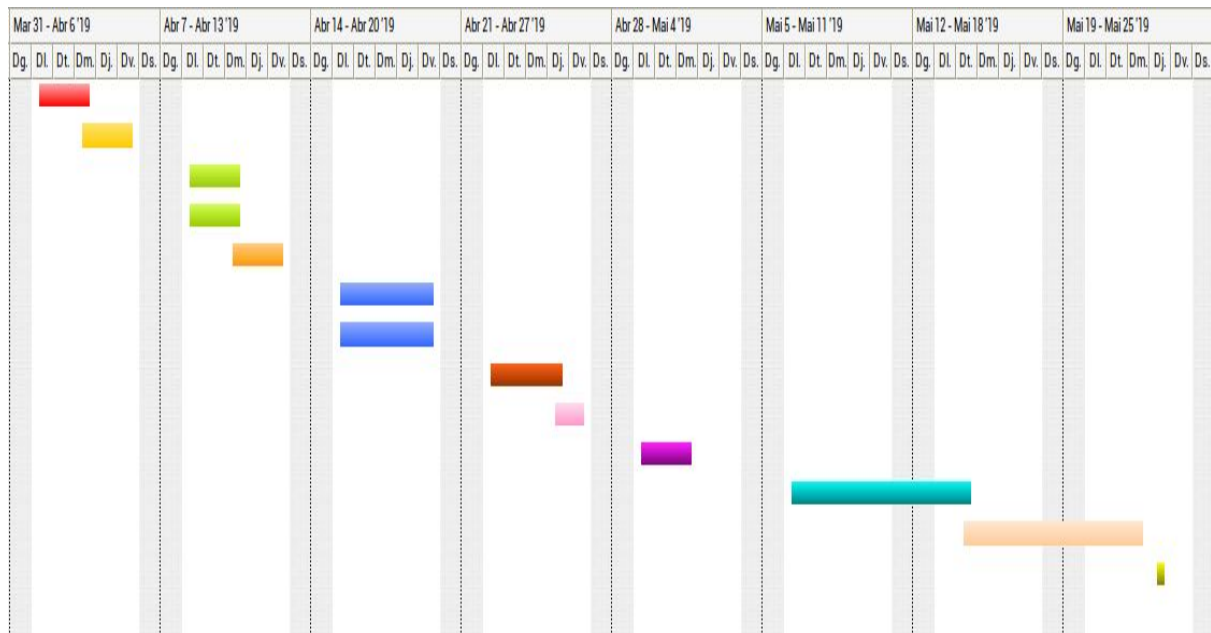 Mar 31 - Abr 6 '19 Abr 7 - Abr 13 '19 Abr 14 - Abr 20 '19 Abr 21 - Abr 27 '19 Abr 28 - Mai 4 '19 Mai 5 - Mai 11 '19 Mai 12 - Mai 18 '19 Mai 19 - Mai 25 '19
Dg. Dl. Dt. Dm. Dj. Dv. Ds. Dg. Dl. Dt. Dm. Dj. Dv. Ds. Dg. Dl. Dt. Dm. Dj. Dv. Ds. Dg. Dl. Dt. Dm. Dj. Dv. Ds. Dg. Dl. Dt. Dm. Dj. Dv. Ds. Dg. Dl. Dt. Dm. Dj. Dv. Ds. Dg. Dl. Dt. Dm. Dj. Dv. Ds. Dg. Dl. Dt. Dm. Dj. Dv. Ds.